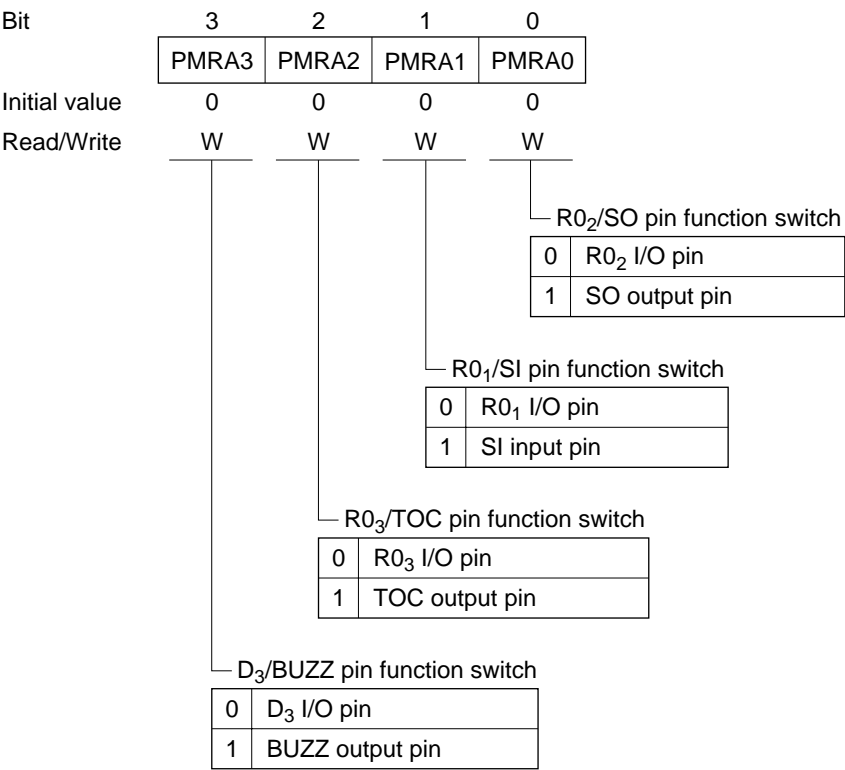 Bit 3 2 1 0
PMRA3 PMRA2 PMRA1 PMRA0
Initial value 0 0 0 0
Read/Write W W W W
R0₂/SO pin function switch
0 R0₂ I/O pin
1 SO output pin
R0₁/SI pin function switch
0 R0₁ I/O pin
1 SI input pin
R0₃/TOC pin function switch
0 R0₃ I/O pin
1 TOC output pin
D₃/BUZZ pin function switch
0 D₃ I/O pin
1 BUZZ output pin